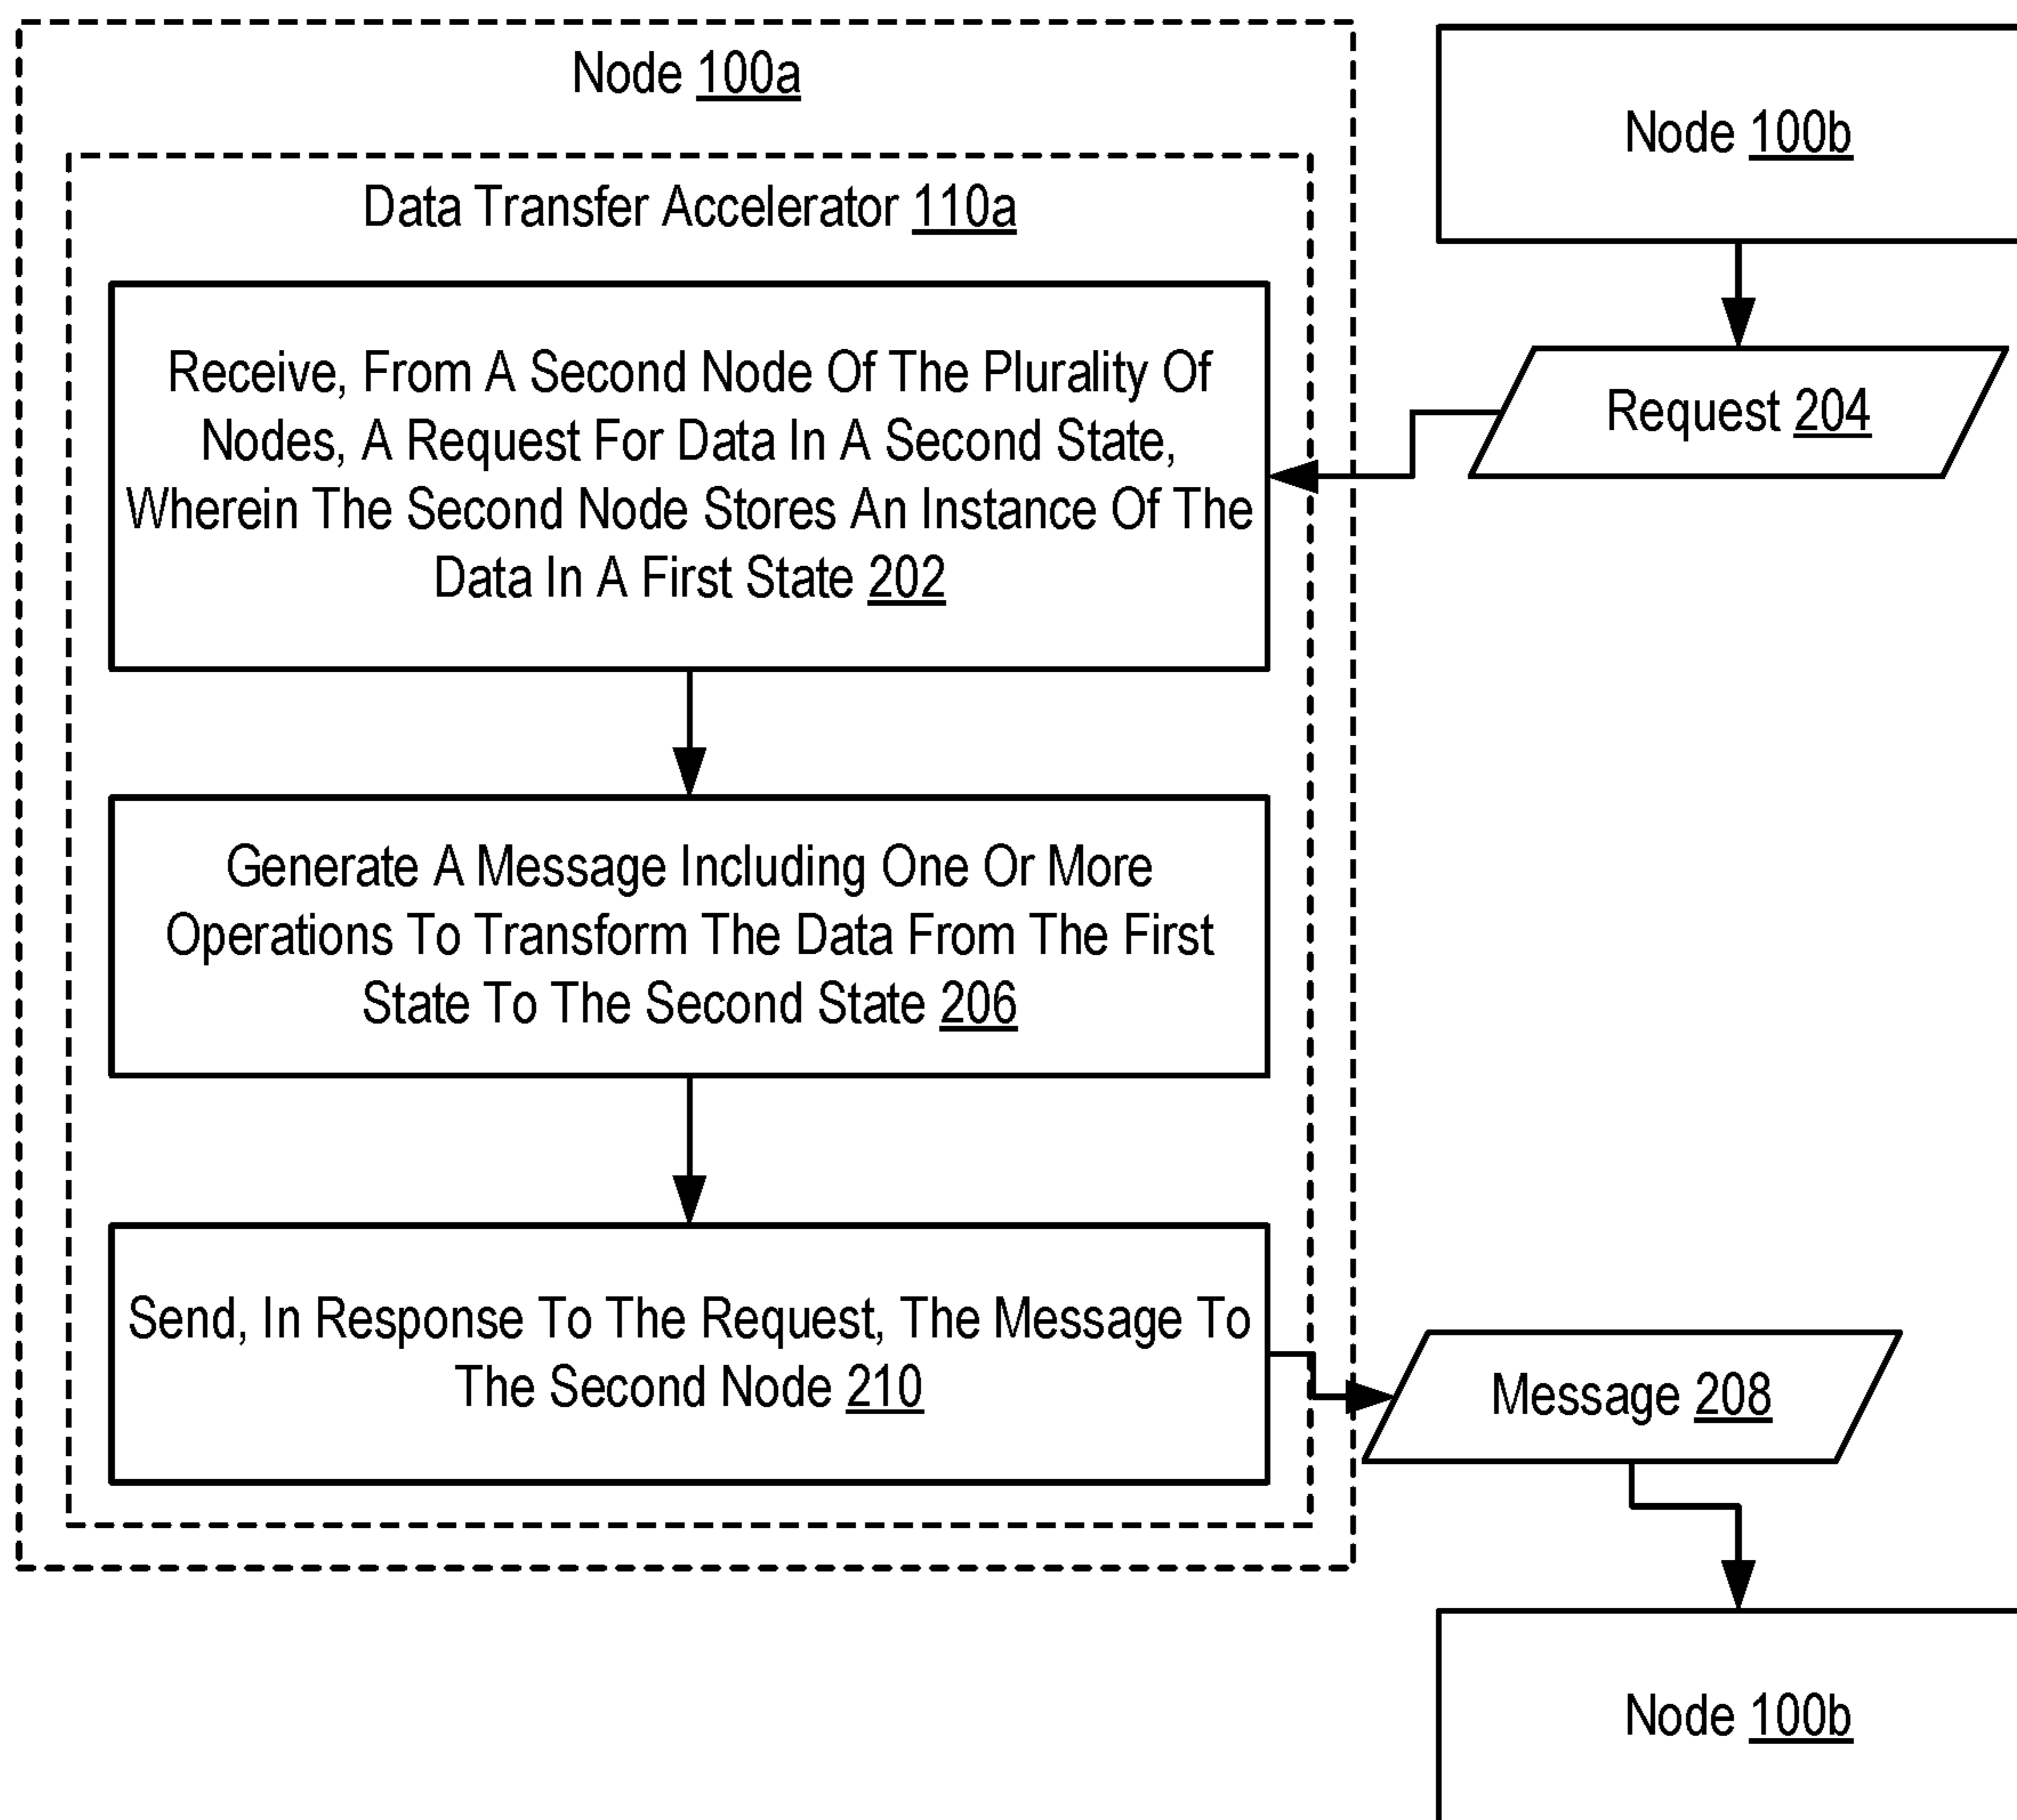 Node 100a
Data Transfer Accelerator 110a
Receive, From A Second Node Of The Plurality Of
Nodes, A Request For Data In A Second State,
Wherein The Second Node Stores An Instance Of The
Data In A First State 202
Generate A Message Including One Or More
Operations To Transform The Data From The First
State To The Second State 206
Send, In Response To The Request, The Message To
The Second Node 210
Node 100b
Request 204
Message 208
Node 100b